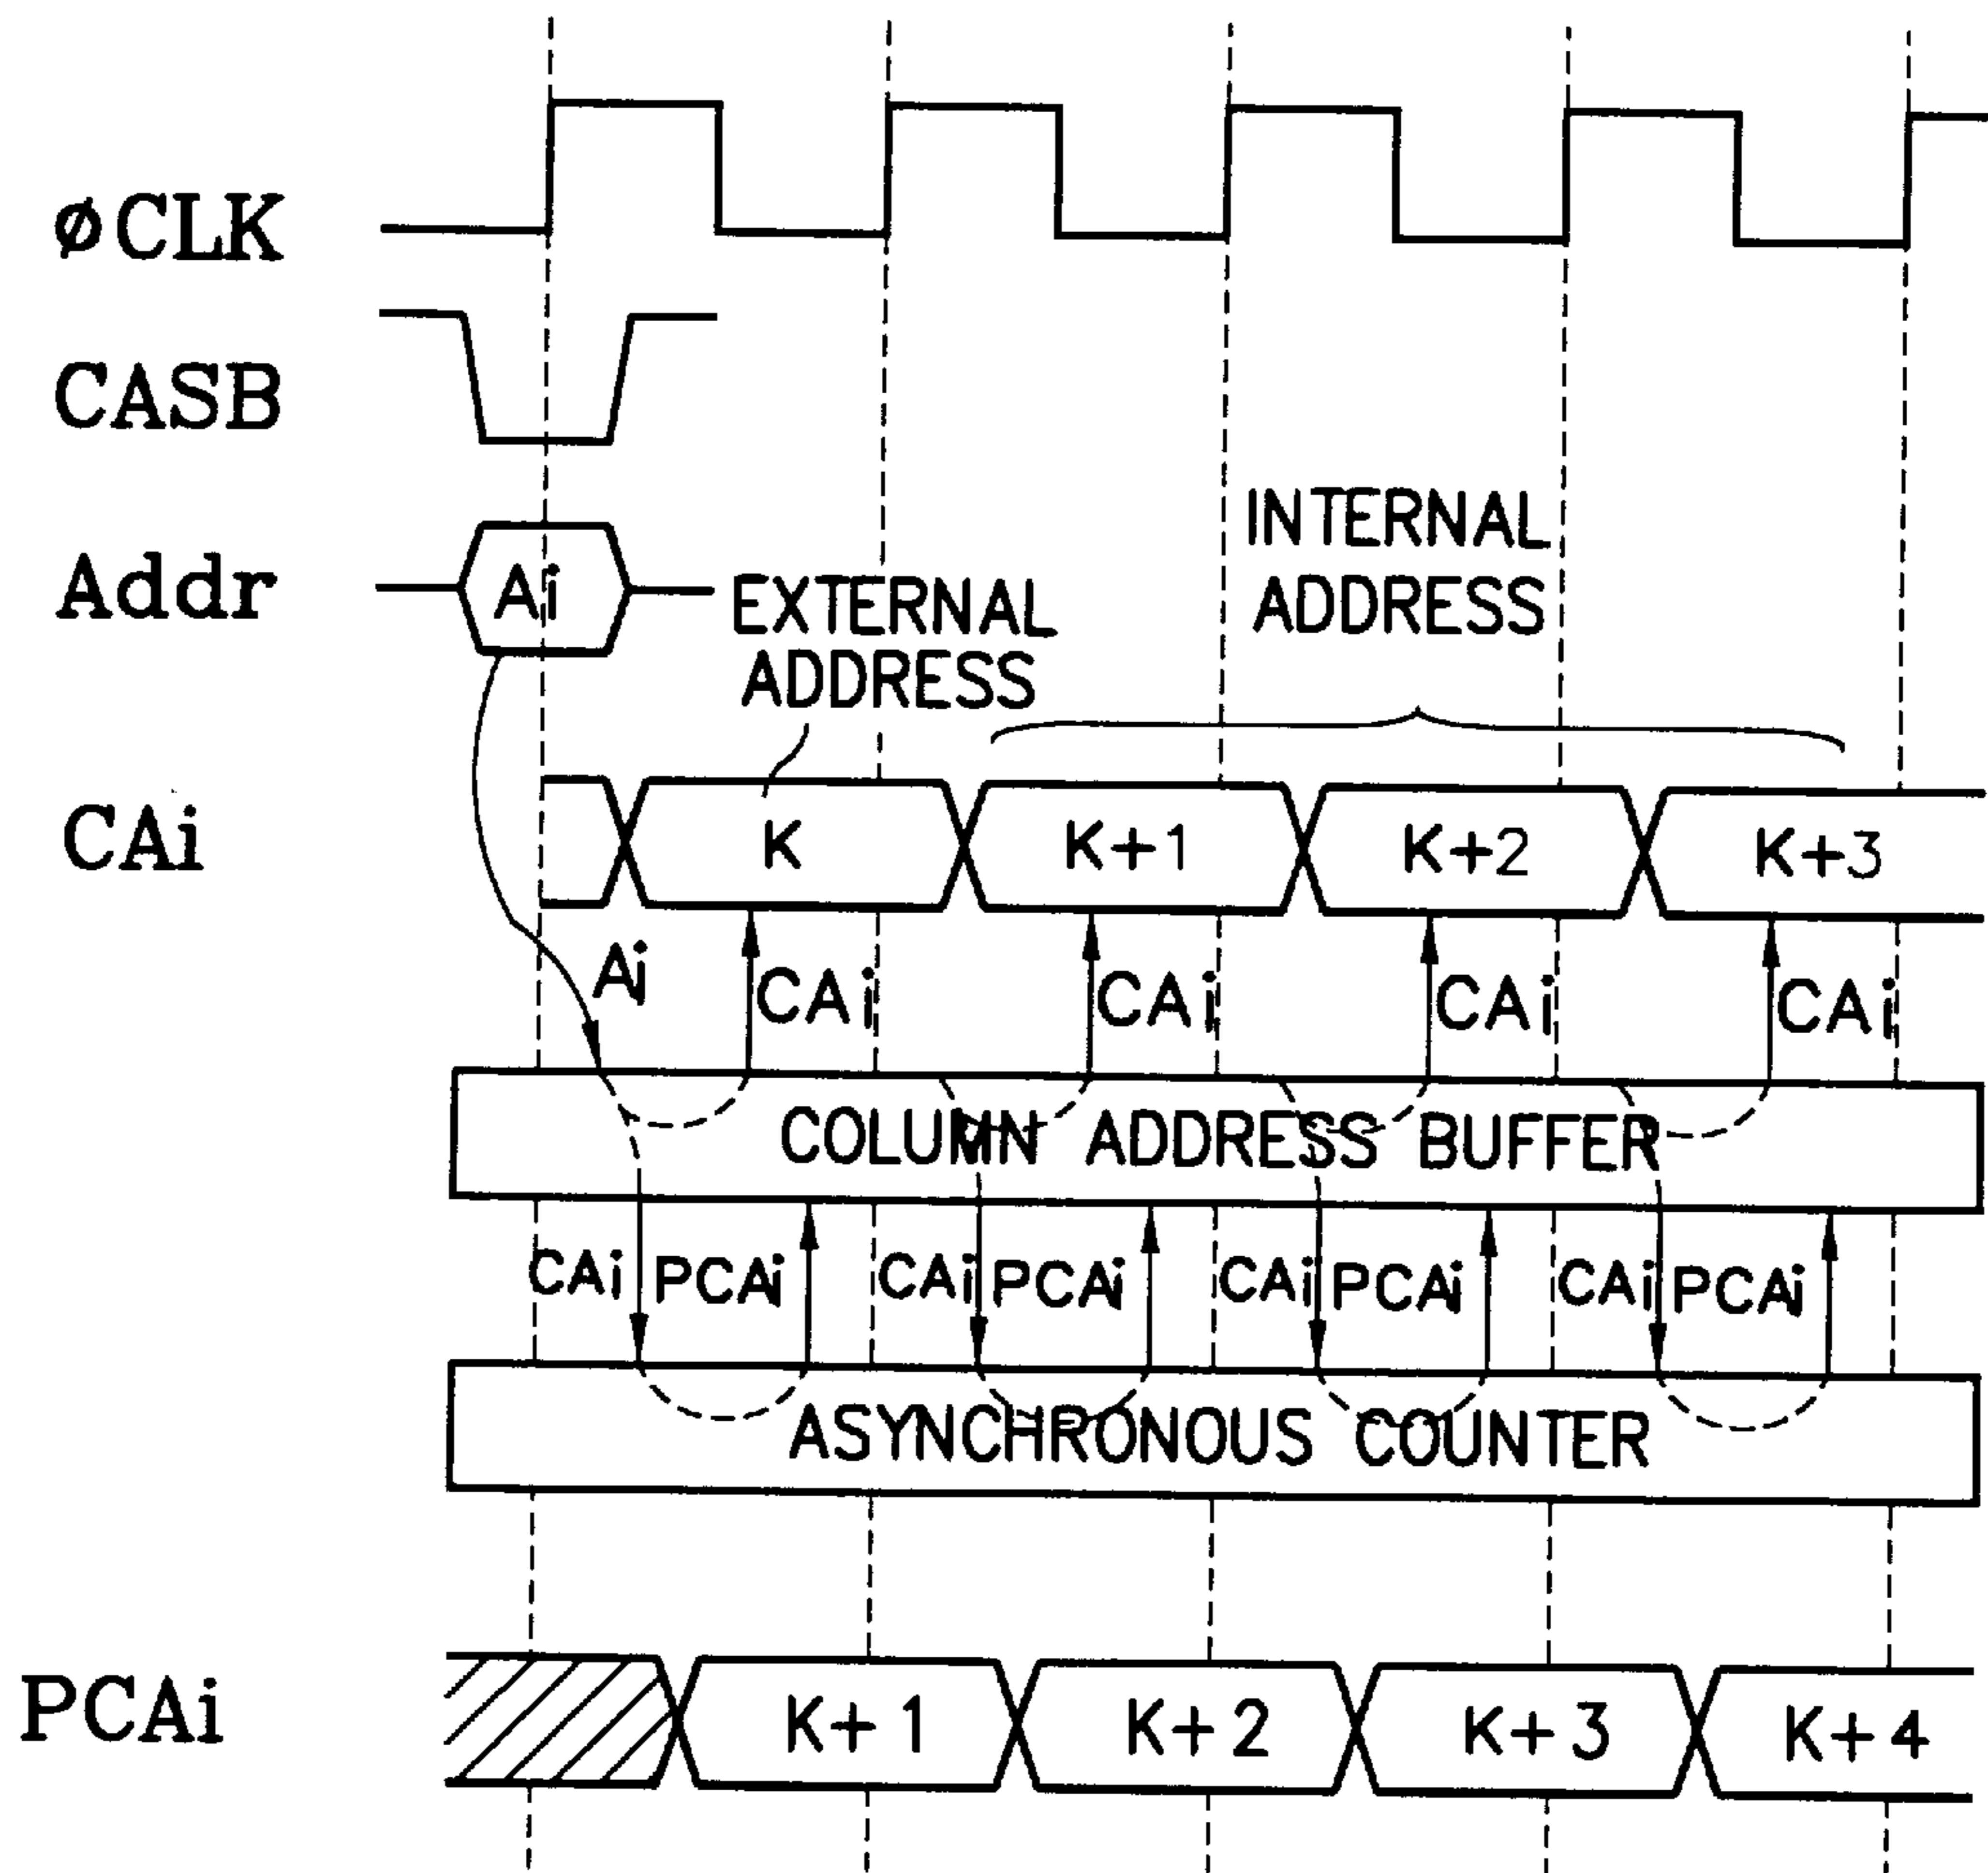 øCLK
CASB
Addr
Ai
EXTERNAL
ADDRESS
INTERNAL
ADDRESS
CAi
K
K+1
K+2
K+3
Ai
CAi
CAi
CAi
CAi
COLUMN ADDRESS BUFFER
CAi
PCAi
CAi
PCAi
CAi
PCAi
CAi
PCAi
ASYNCHRONOUS COUNTER
PCAi
K+1
K+2
K+3
K+4